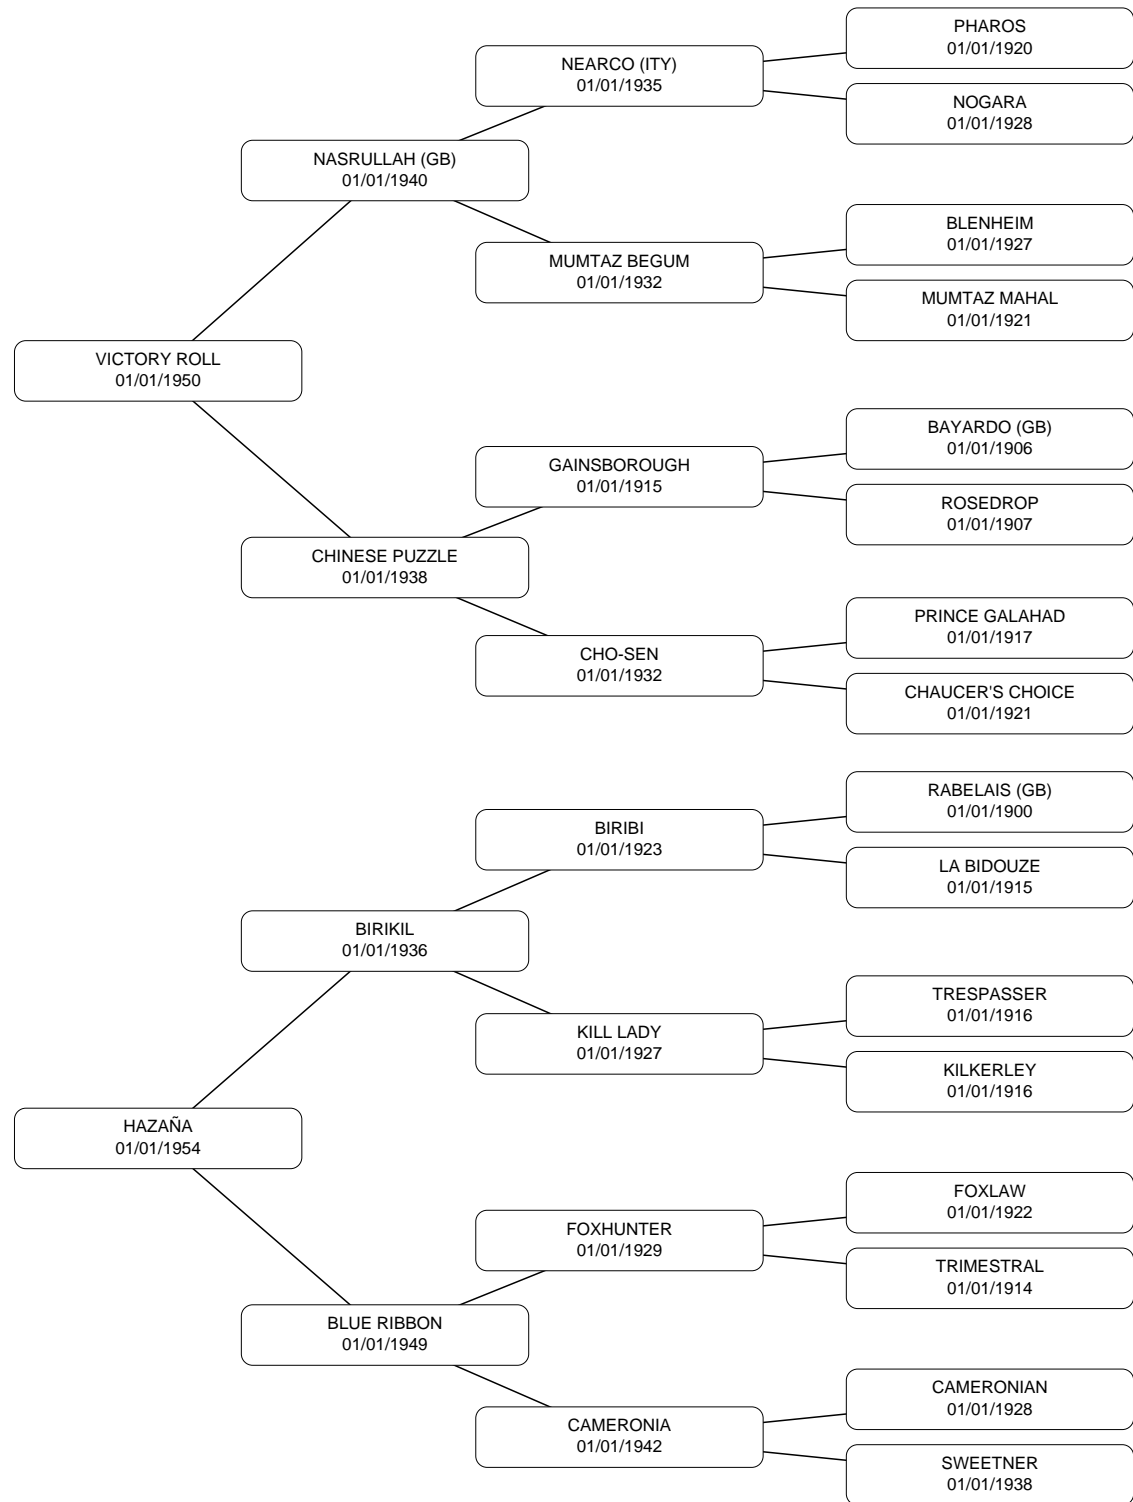 PHAROS
01/01/1920
NEARCO (ITY)
01/01/1935
NOGARA
01/01/1928
NASRULLAH (GB)
01/01/1940
BLENHEIM
01/01/1927
MUMTAZ BEGUM
01/01/1932
MUMTAZ MAHAL
01/01/1921
VICTORY ROLL
01/01/1950
BAYARDO (GB)
01/01/1906
GAINSBOROUGH
01/01/1915
ROSEDROP
01/01/1907
CHINESE PUZZLE
01/01/1938
PRINCE GALAHAD
01/01/1917
CHO-SEN
01/01/1932
CHAUCER'S CHOICE
01/01/1921
RABELAIS (GB)
01/01/1900
BIRIBI
01/01/1923
LA BIDOUZE
01/01/1915
BIRIKIL
01/01/1936
TRESPASSER
01/01/1916
KILL LADY
01/01/1927
KILKERLEY
01/01/1916
HAZAÑA
01/01/1954
FOXLAW
01/01/1922
FOXHUNTER
01/01/1929
TRIMESTRAL
01/01/1914
BLUE RIBBON
01/01/1949
CAMERONIAN
01/01/1928
CAMERONIA
01/01/1942
SWEETNER
01/01/1938